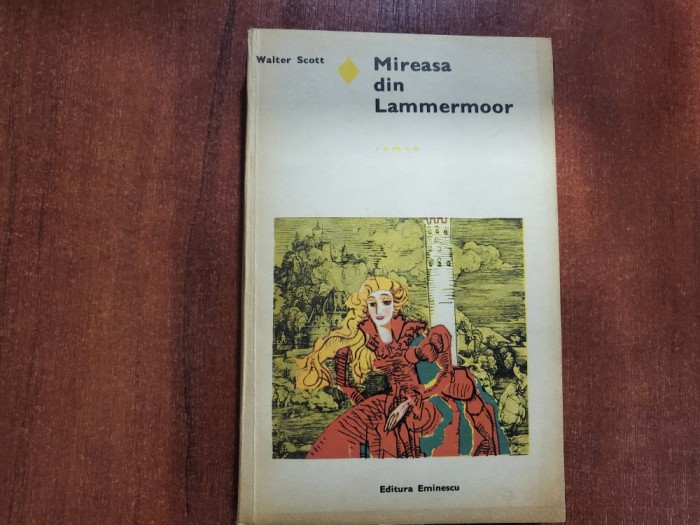 Walter Scott
Mireasa
din
Lammermoor
roman
Editura Eminescu